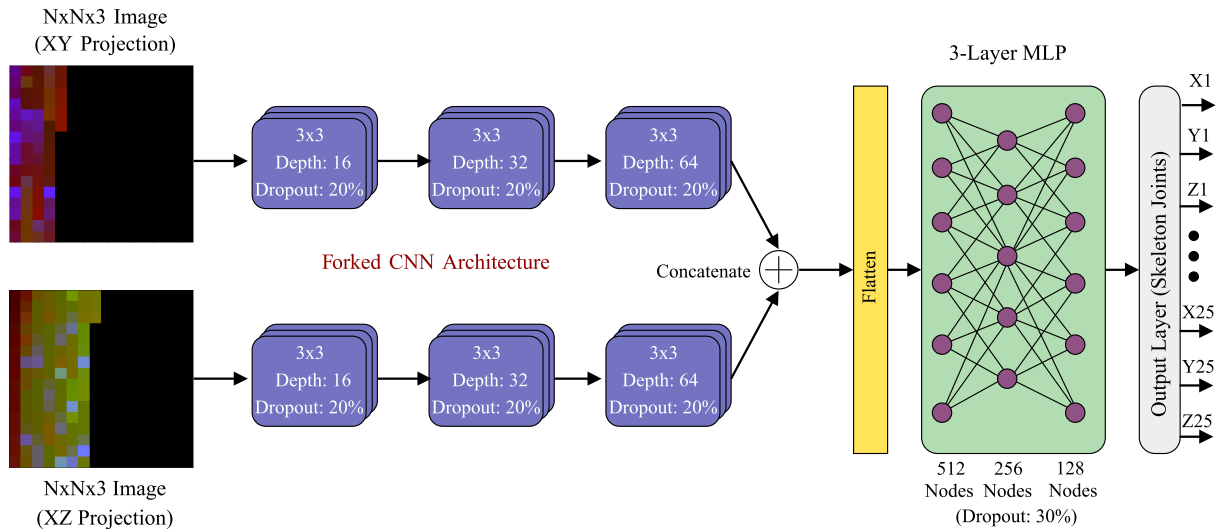 NxNx3 Image
(XY Projection)
3x3
Depth: 16
Dropout: 20%
3x3
Depth: 32
Dropout: 20%
3x3
Depth: 64
Dropout: 20%
Forked CNN Architecture
3x3
Depth: 16
Dropout: 20%
3x3
Depth: 32
Dropout: 20%
3x3
Depth: 64
Dropout: 20%
NxNx3 Image
(XZ Projection)
Concatenate
Flatten
3-Layer MLP
512
Nodes
256
Nodes
128
Nodes
(Dropout: 30%)
Output Layer (Skeleton Joints)
X1
Y1
Z1
X25
Y25
Z25